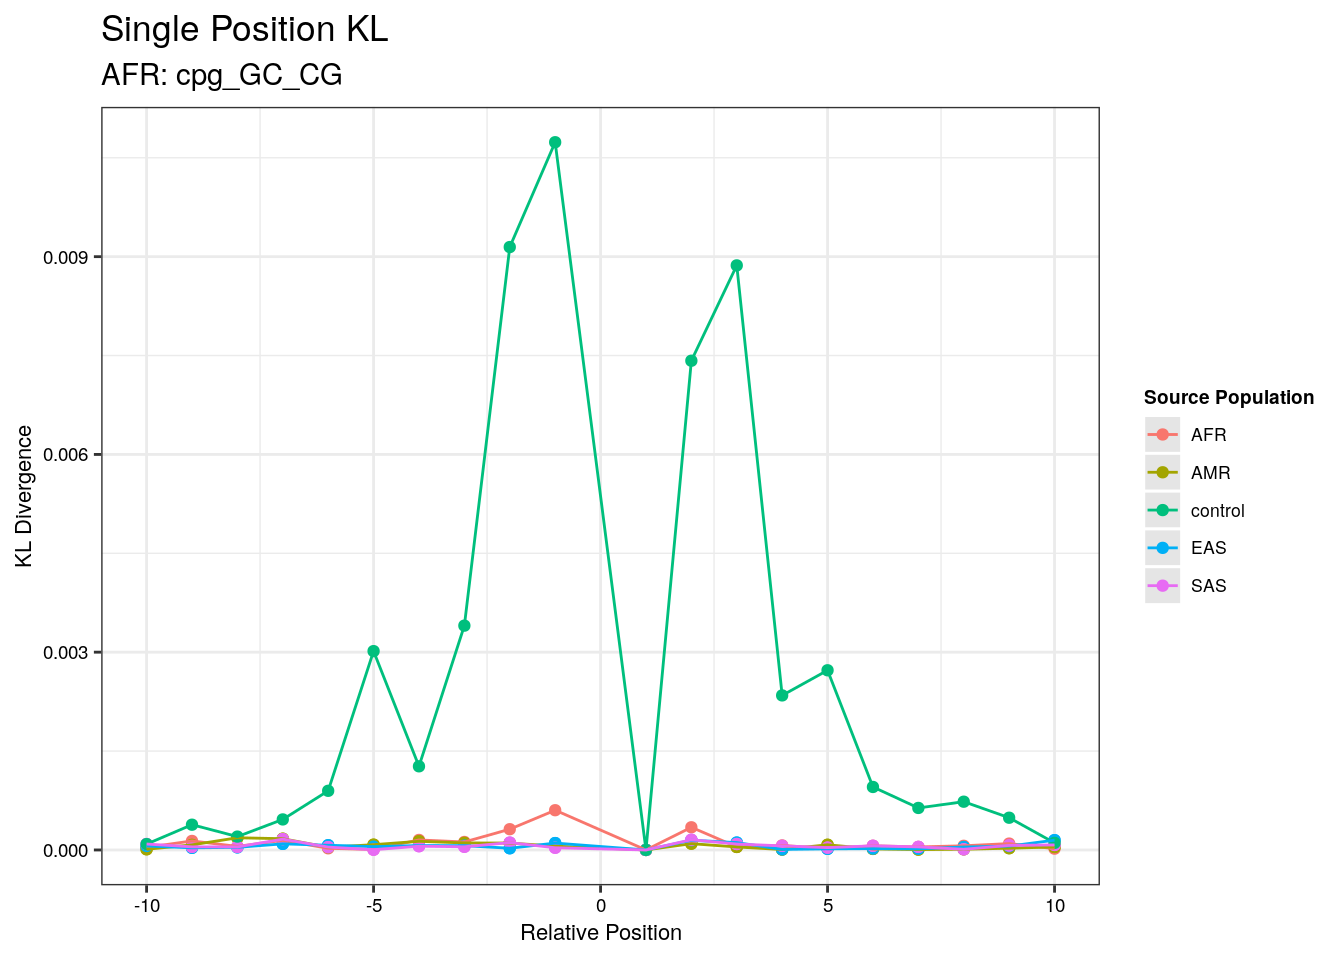 Single Position KL
AFR: cpg_GC_CG
KL Divergence
0.009
0.006
0.003
0.000
-10
-5
0
5
10
Relative Position
Source Population
AFR
AMR
control
EAS
SAS